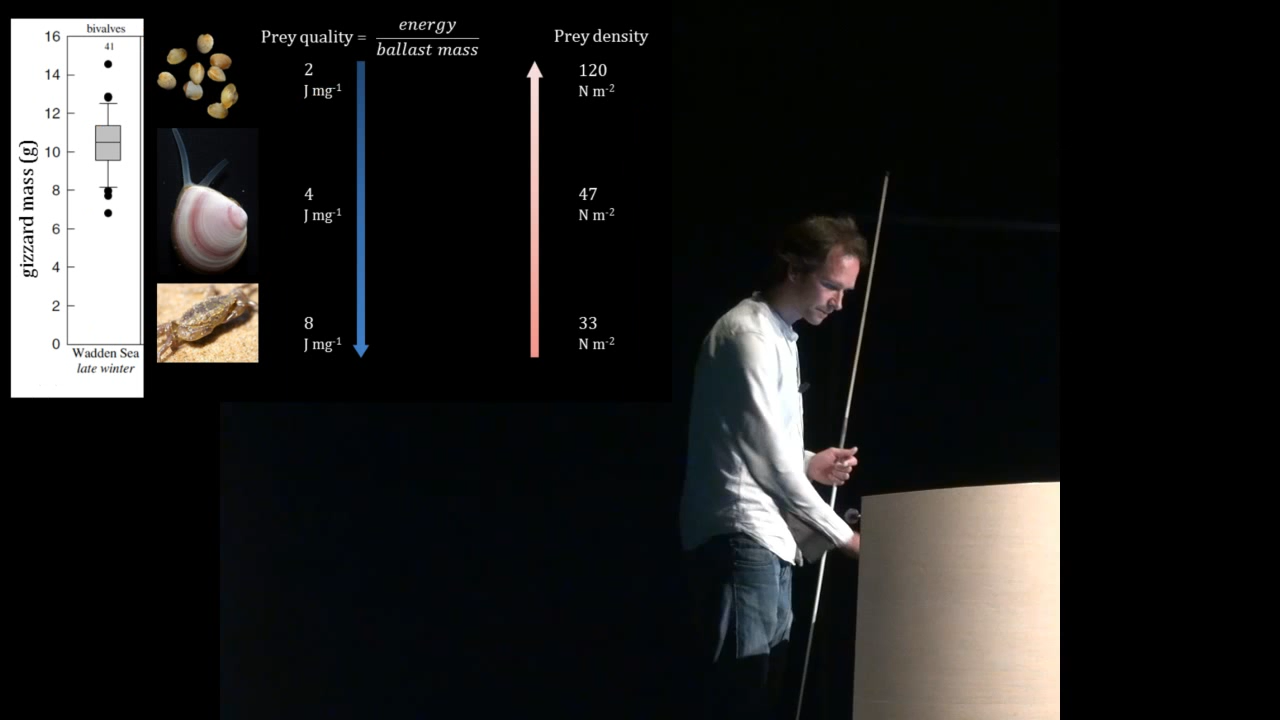 bivalves
41
16
14
12
10
8
6
4
2
0
gizzard mass (g)
Wadden Sea
late winter
Prey quality = energy / ballast mass
2
J mg⁻¹
4
J mg⁻¹
8
J mg⁻¹
Prey density
120
N m⁻²
47
N m⁻²
33
N m⁻²